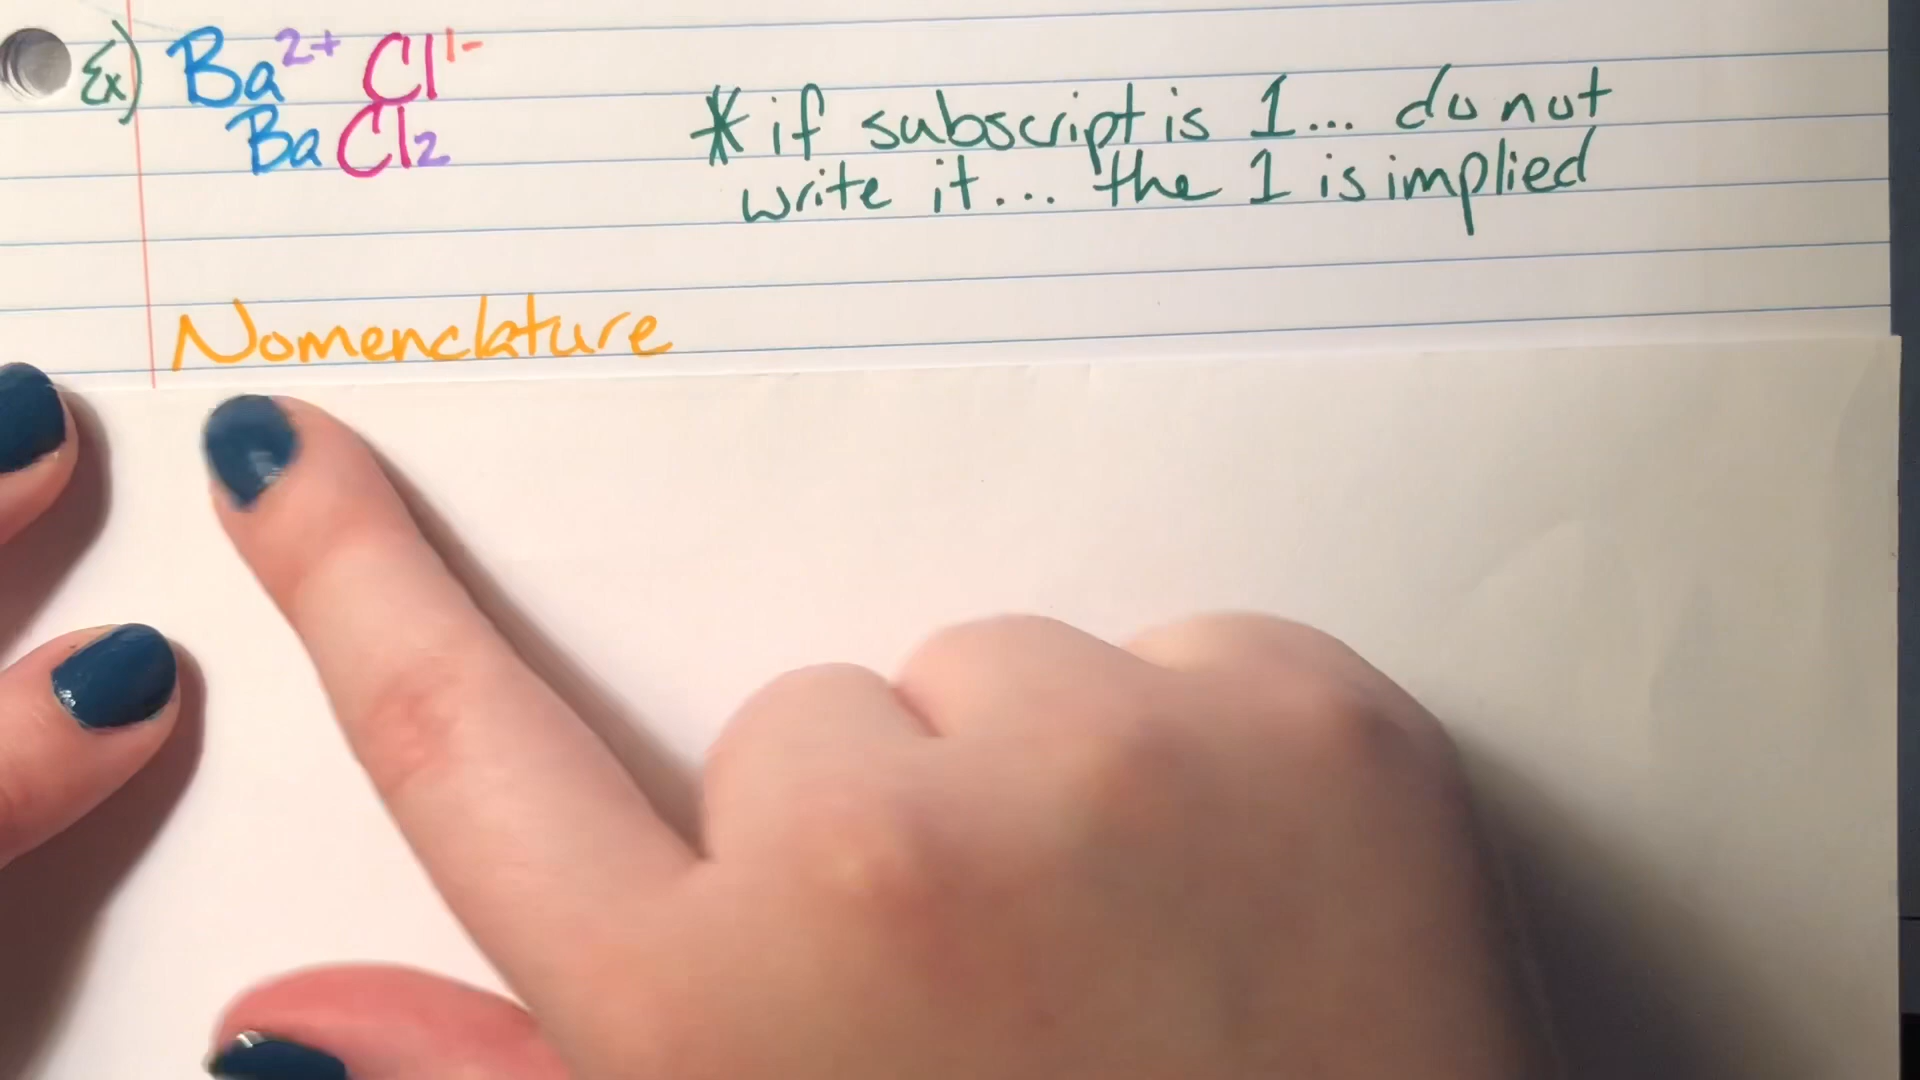 Ex) Ba²⁺ Cl¹⁻
BaCl₂
*if subscript is 1... do not
write it... the 1 is implied
Nomenclature